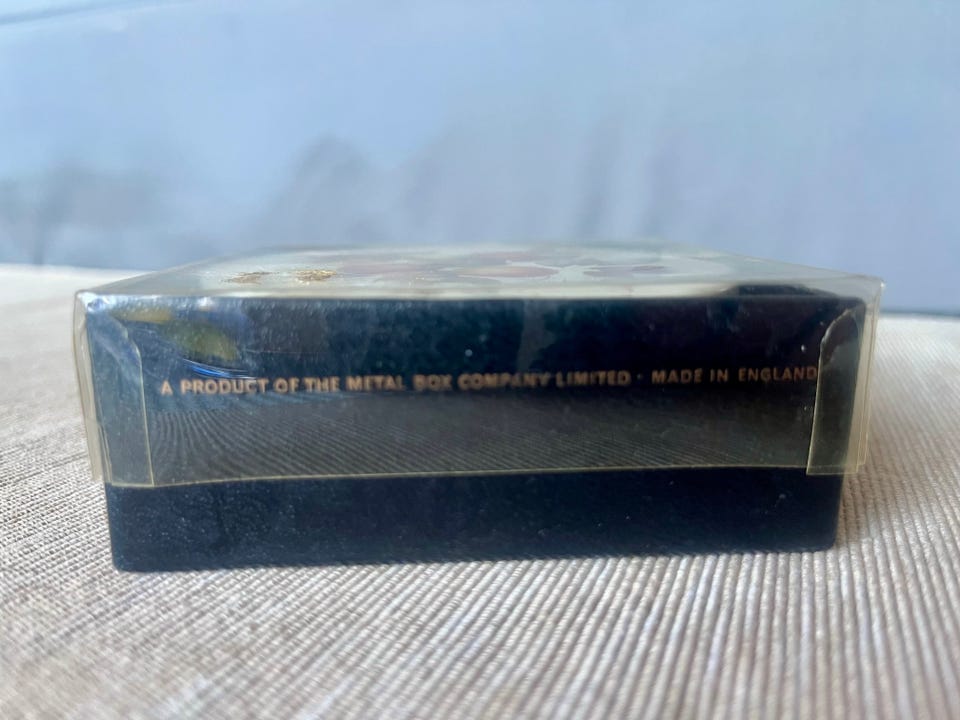 A PRODUCT OF THE METAL BOX COMPANY LIMITED · MADE IN ENGLAND